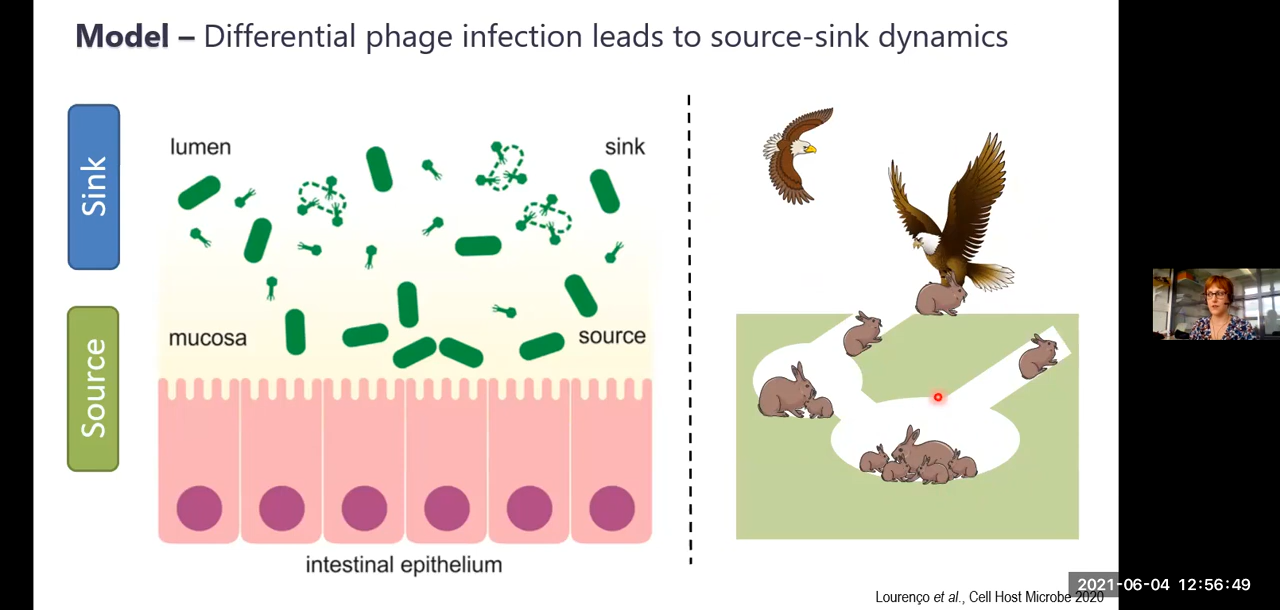 Model – Differential phage infection leads to source-sink dynamics
Sink
lumen
sink
Source
mucosa
source
intestinal epithelium
Lourenço et al., Cell Host Microbe 2020
2021-06-04 12:56:49